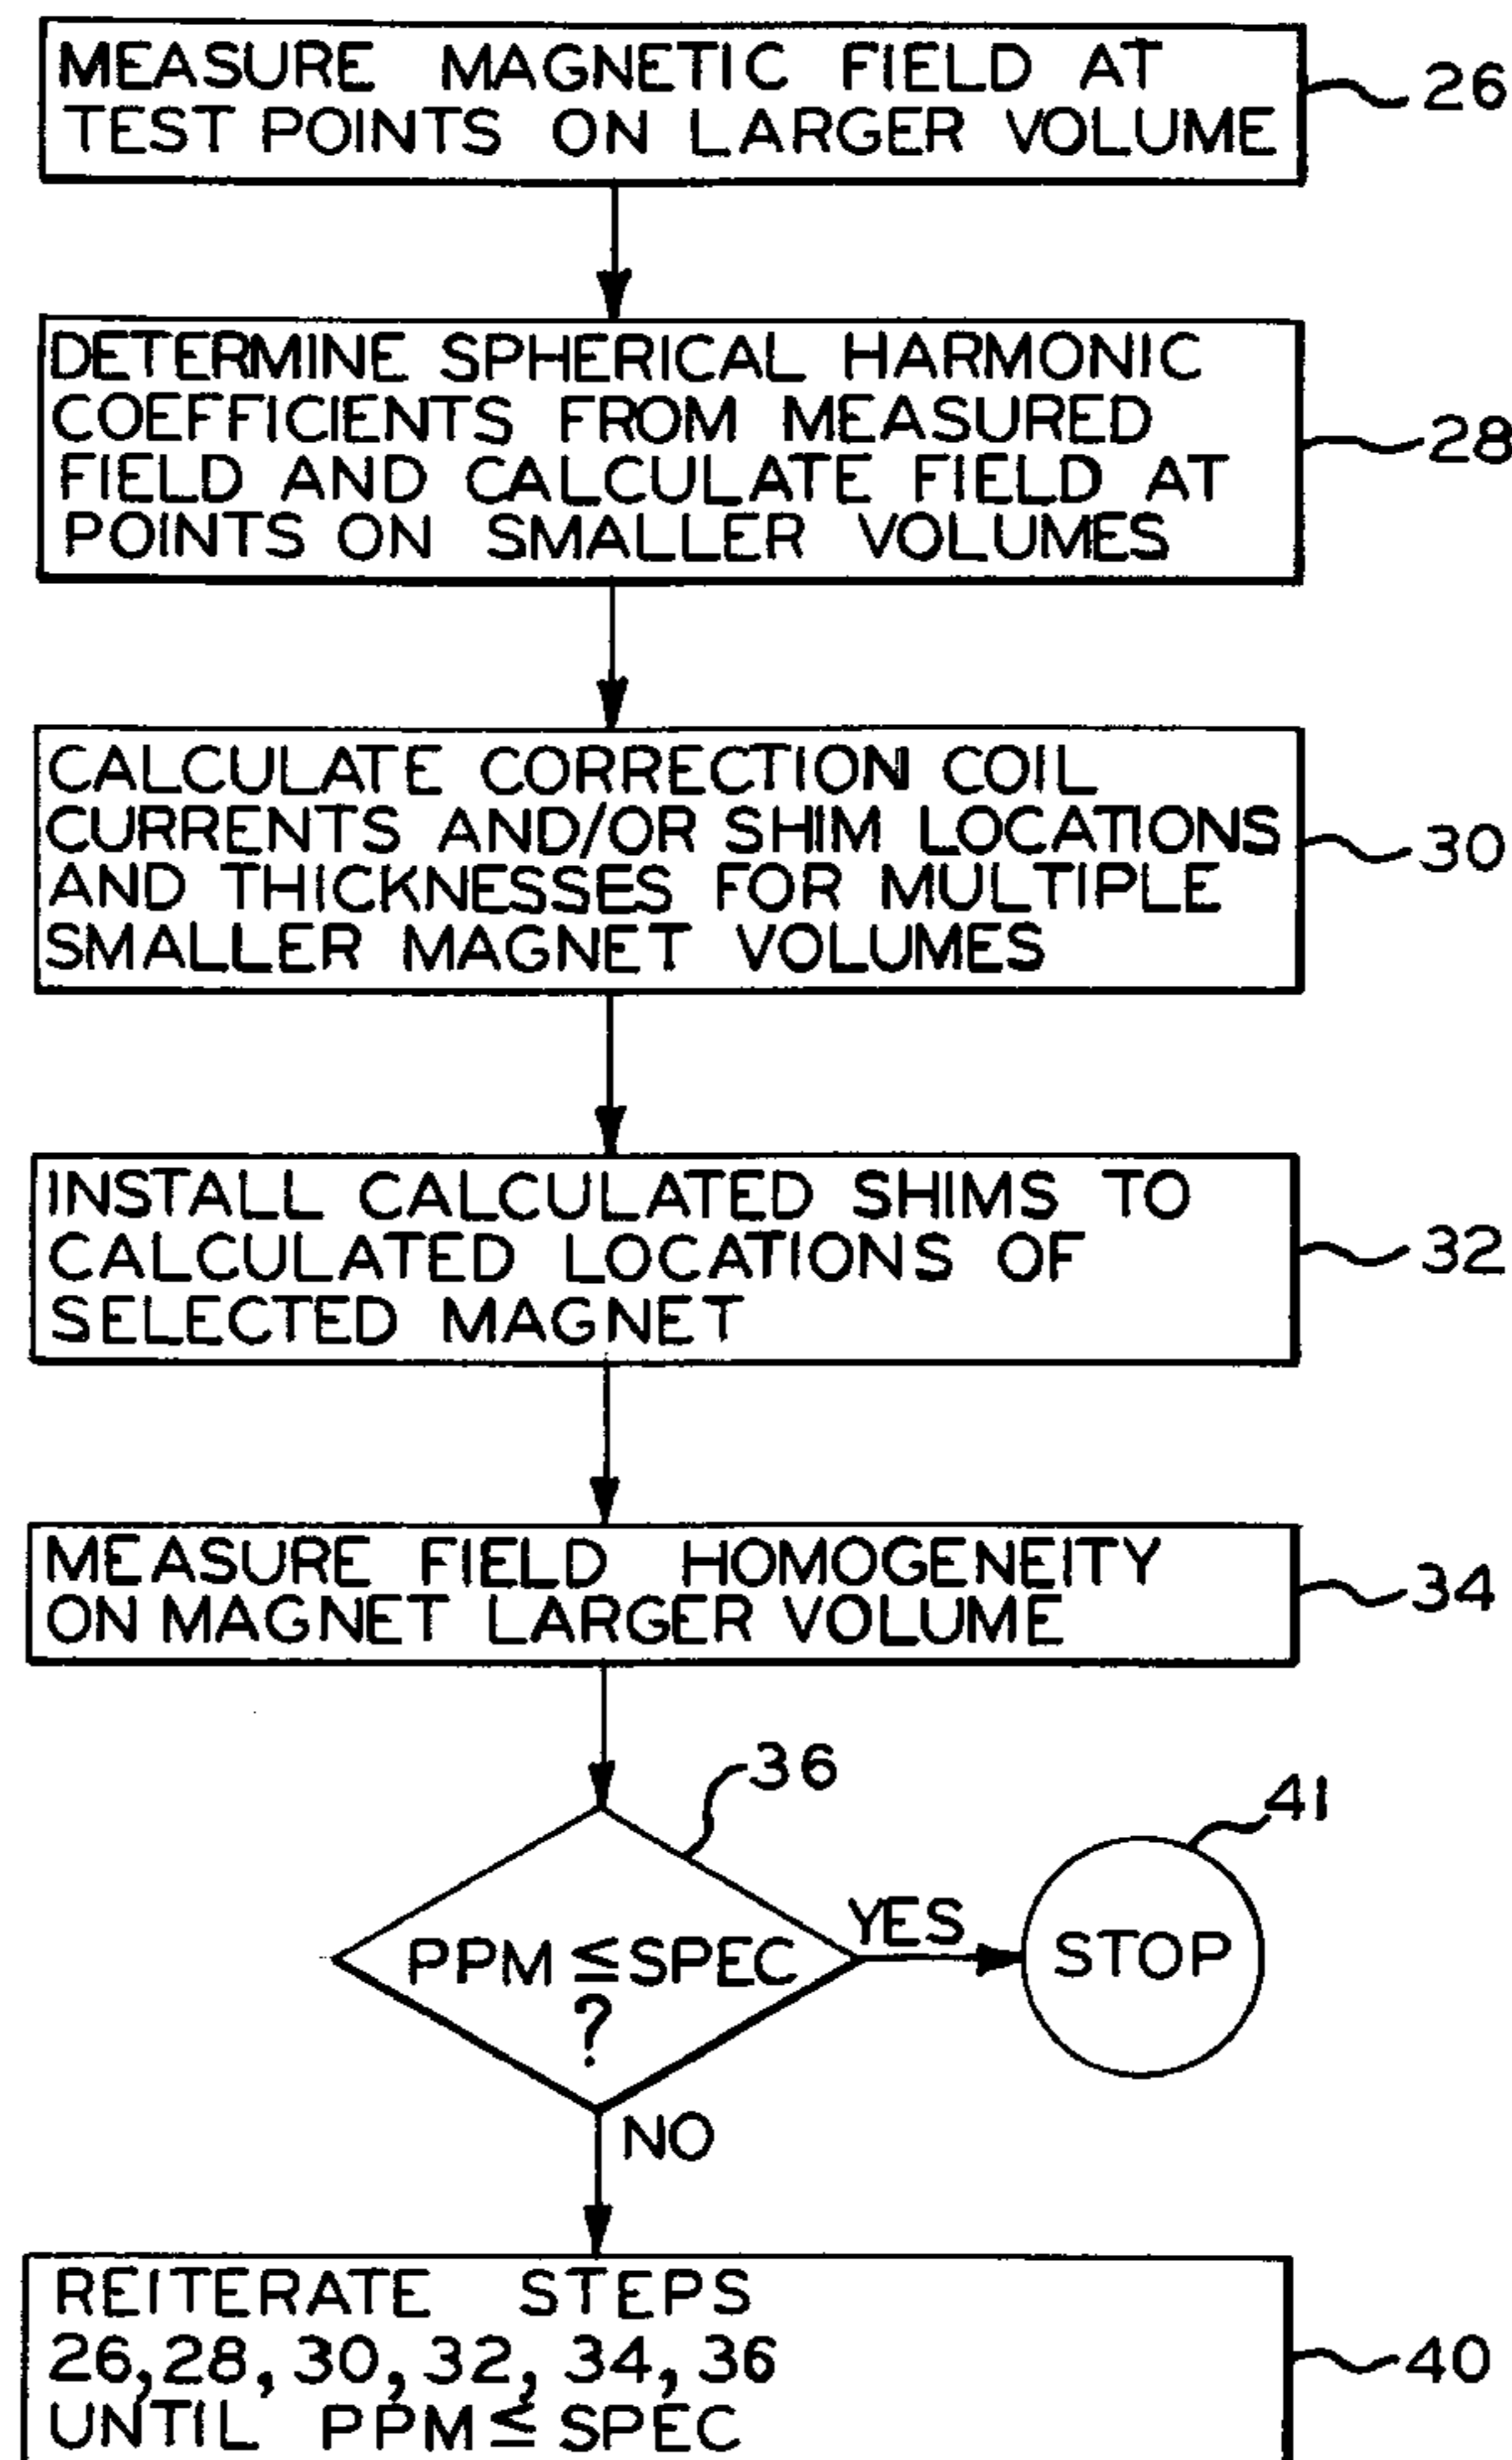 MEASURE MAGNETIC FIELD AT
TEST POINTS ON LARGER VOLUME
26
DETERMINE SPHERICAL HARMONIC
COEFFICIENTS FROM MEASURED
FIELD AND CALCULATE FIELD AT
POINTS ON SMALLER VOLUMES
28
CALCULATE CORRECTION COIL
CURRENTS AND/OR SHIM LOCATIONS
AND THICKNESSES FOR MULTIPLE
SMALLER MAGNET VOLUMES
30
INSTALL CALCULATED SHIMS TO
CALCULATED LOCATIONS OF
SELECTED MAGNET
32
MEASURE FIELD HOMOGENEITY
ON MAGNET LARGER VOLUME
34
36
PPM ≤ SPEC
?
YES
41
STOP
NO
REITERATE STEPS
26, 28, 30, 32, 34, 36
UNTIL PPM ≤ SPEC
40